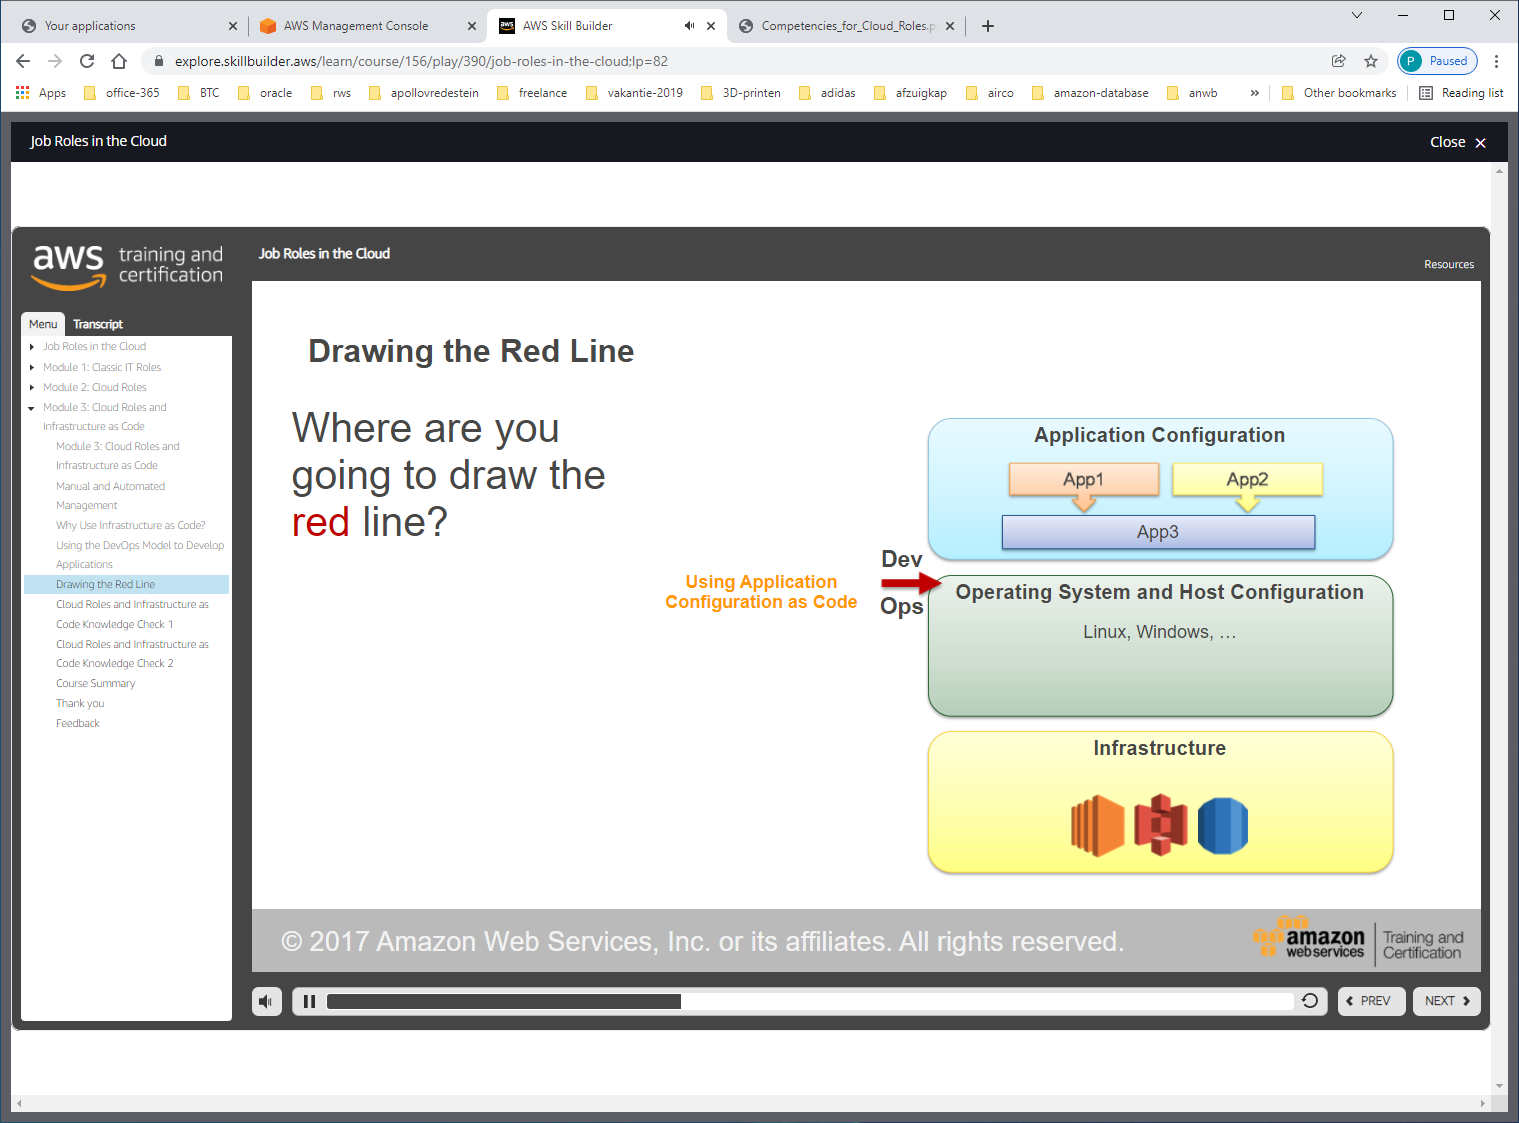 Your applications
AWS Management Console
AWS Skill Builder
Competencies_for_Cloud_Roles.p
explore.skillbuilder.aws/learn/course/156/play/390/job-roles-in-the-cloud;lp=82
P Paused
Apps office-365 BTC oracle rws apollovredestein freelance vakantie-2019 3D-printen adidas afzuigkap airco amazon-database anwb » Other bookmarks Reading list
Job Roles in the Cloud
Close
aws training and
certification
Job Roles in the Cloud
Resources
Menu Transcript
Job Roles in the Cloud
Module 1: Classic IT Roles
Module 2: Cloud Roles
Module 3: Cloud Roles and
Infrastructure as Code
Module 3: Cloud Roles and
Infrastructure as Code
Manual and Automated
Management
Why Use Infrastructure as Code?
Using the DevOps Model to Develop
Applications
Drawing the Red Line
Cloud Roles and Infrastructure as
Code Knowledge Check 1
Cloud Roles and Infrastructure as
Code Knowledge Check 2
Course Summary
Thank you
Feedback
Drawing the Red Line
Where are you
going to draw the
red line?
Using Application
Configuration as Code
Dev
Ops
Application Configuration
App1 App2
App3
Operating System and Host Configuration
Linux, Windows, …
Infrastructure
© 2017 Amazon Web Services, Inc. or its affiliates. All rights reserved.
amazon
webservices
Training and
Certification
PREV
NEXT